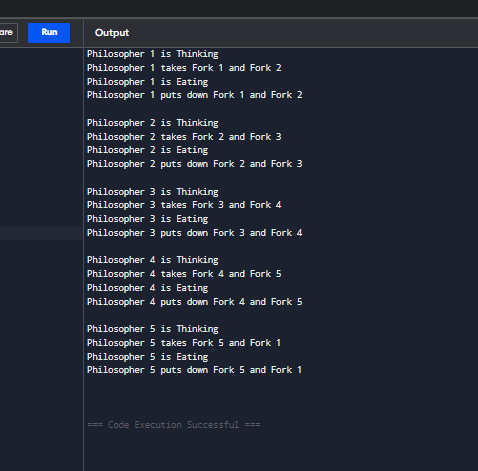 are
Run
Output
Philosopher 1 is Thinking
Philosopher 1 takes Fork 1 and Fork 2
Philosopher 1 is Eating
Philosopher 1 puts down Fork 1 and Fork 2
Philosopher 2 is Thinking
Philosopher 2 takes Fork 2 and Fork 3
Philosopher 2 is Eating
Philosopher 2 puts down Fork 2 and Fork 3
Philosopher 3 is Thinking
Philosopher 3 takes Fork 3 and Fork 4
Philosopher 3 is Eating
Philosopher 3 puts down Fork 3 and Fork 4
Philosopher 4 is Thinking
Philosopher 4 takes Fork 4 and Fork 5
Philosopher 4 is Eating
Philosopher 4 puts down Fork 4 and Fork 5
Philosopher 5 is Thinking
Philosopher 5 takes Fork 5 and Fork 1
Philosopher 5 is Eating
Philosopher 5 puts down Fork 5 and Fork 1
=== Code Execution Successful ===